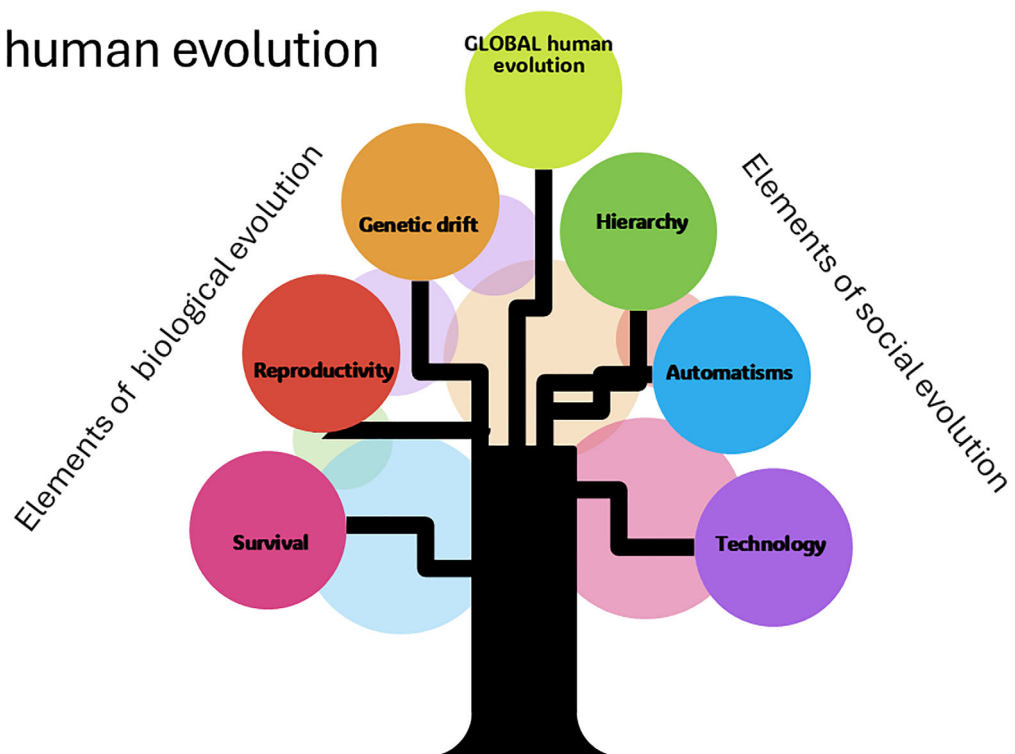 human evolution
GLOBAL human
evolution
Elements of biological evolution
Genetic drift
Hierarchy
Elements of social evolution
Reproductivity
Automatisms
Survival
Technology